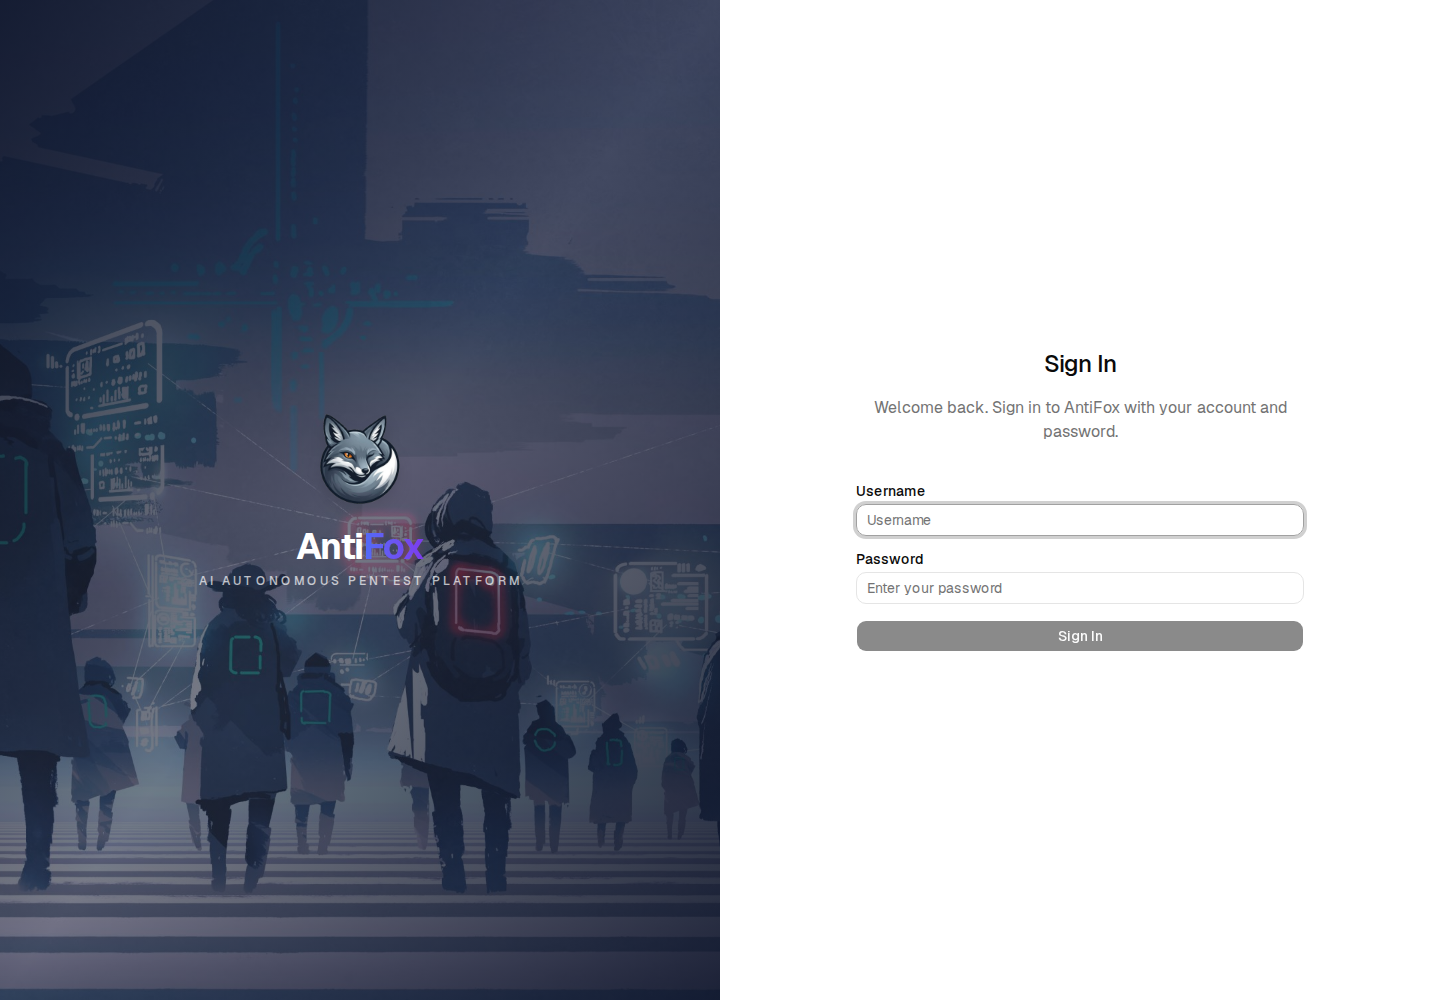 AntiFox
AI AUTONOMOUS PENTEST PLATFORM
Sign In
Welcome back. Sign in to AntiFox with your account and
password.
Username
Username
Password
Enter your password
Sign In